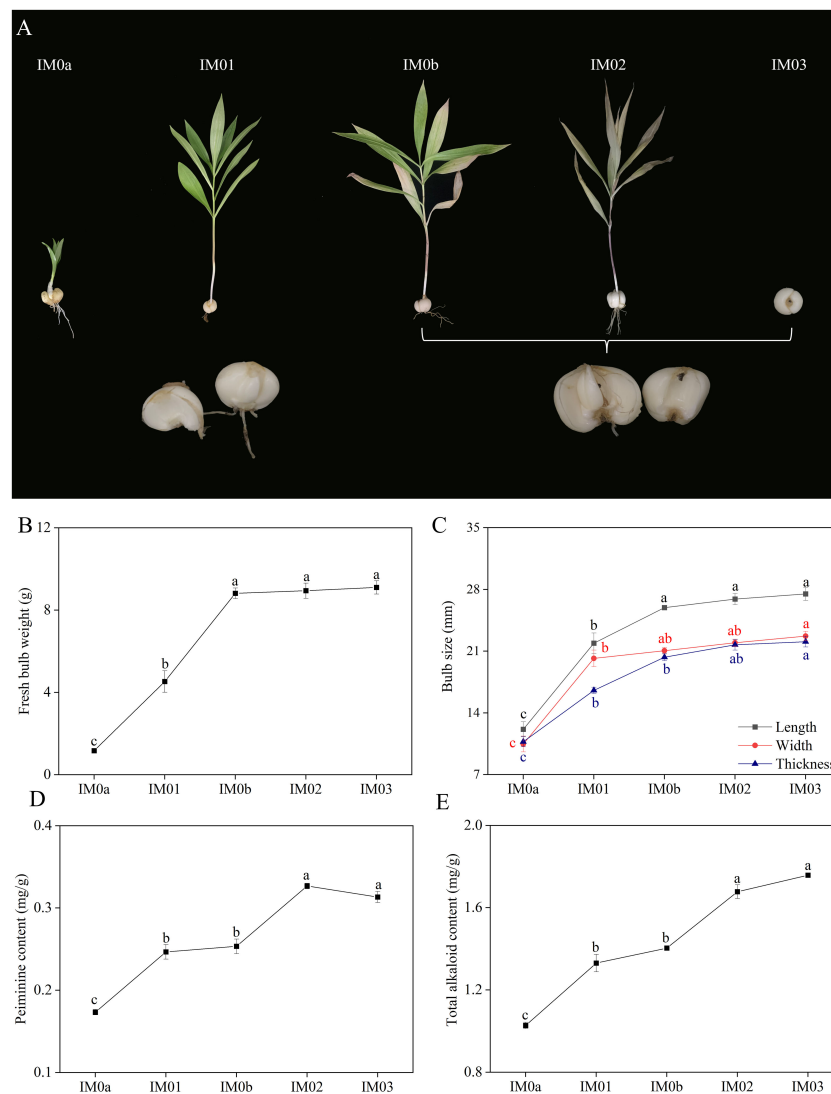 A
IM0a IM01 IM0b IM02 IM03
B
Fresh bulb weight (g)
12
8
4
0
c
b
a
a
a
IM0a IM01 IM0b IM02 IM03
C
Bulb size (mm)
35
28
21
14
7
c
b
a
a
a
c
b
ab
ab
a
c
b
b
ab
a
Length
Width
Thickness
IM0a IM01 IM0b IM02 IM03
D
Peiminine content (mg/g)
0.4
0.3
0.2
0.1
c
b
b
a
a
IM0a IM01 IM0b IM02 IM03
E
Total alkaloid content (mg/g)
2.0
1.6
1.2
0.8
c
b
b
a
a
IM0a IM01 IM0b IM02 IM03